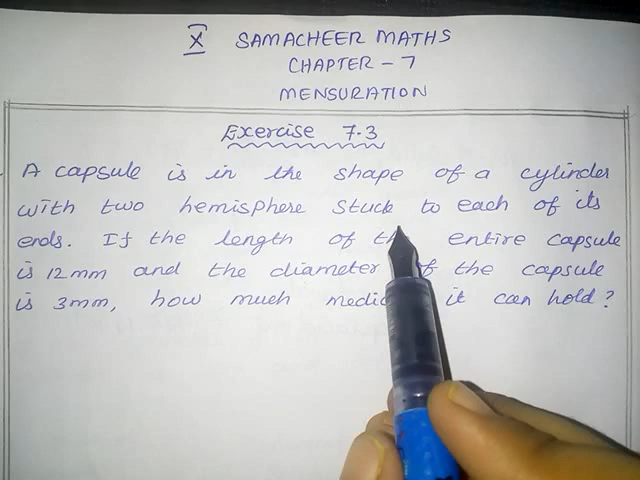 X SAMACHEER MATHS
CHAPTER - 7
MENSURATION
Exercise 7.3
A capsule is in the shape of a cylinder
with two hemisphere stuck to each of its
ends. If the length of entire capsule
is 12 mm and the diameter of the capsule
is 3mm, how much it can hold?